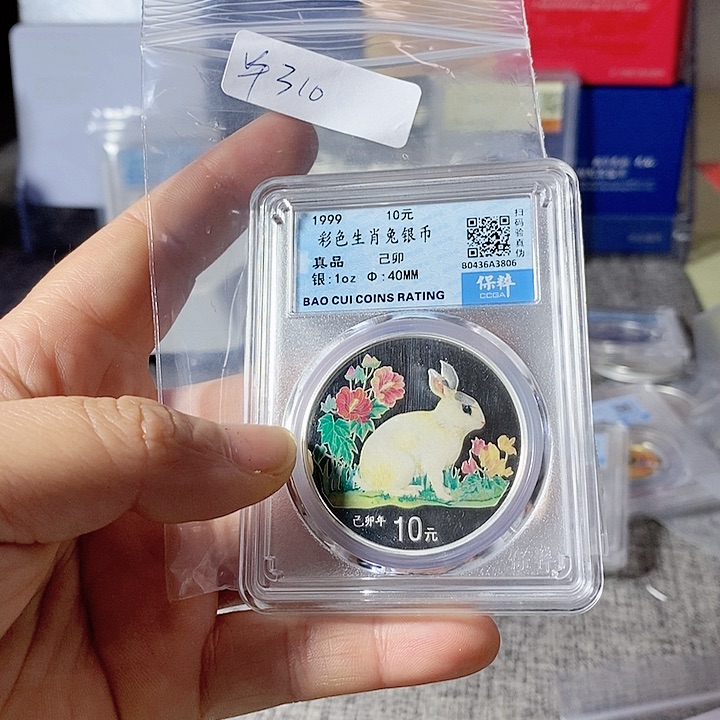 ¥310
1999 10元
彩色生肖兔银币
真品 己卯
银:1oz Φ:40MM
BAO CUI COINS RATING
扫码验真伪
B0436A3806
保粹
CCGA
己卯年 10元